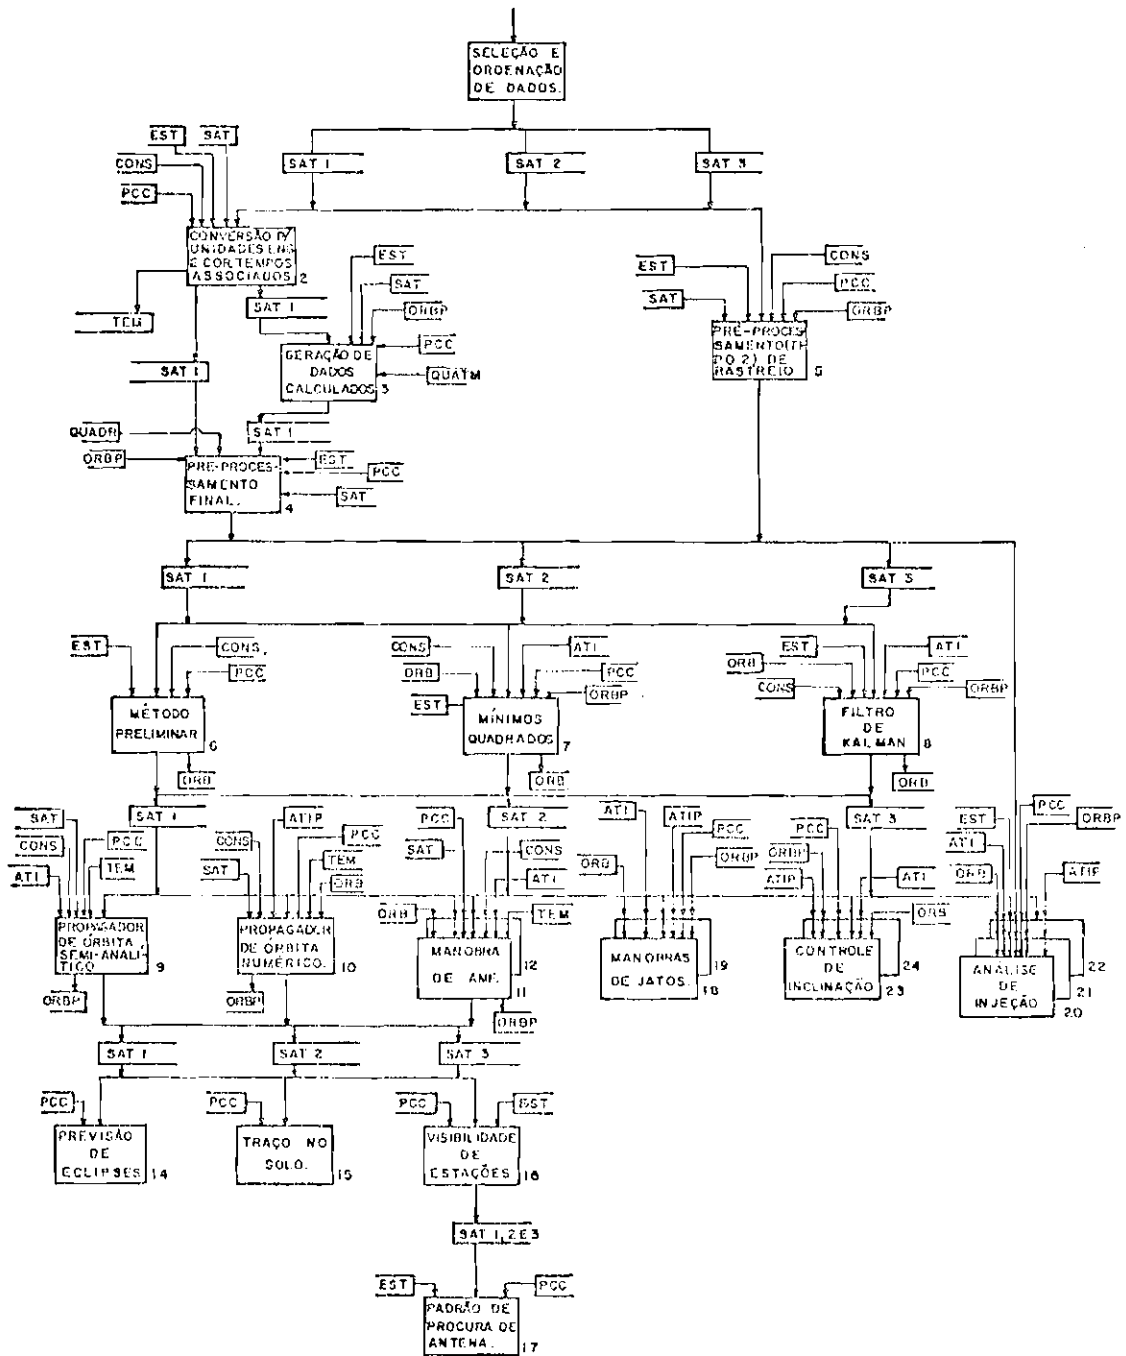 SELEÇÃO E
ORDENAÇÃO
DE DADOS.
EST
SAT
CONS
PCC
SAT 1
SAT 2
SAT 3
CONVERSÃO P/
UNIDADES ENG
E COR TEMPOS
ASSOCIADOS 2
TEM
SAT 1
SAT 1
EST
SAT
ORBP
PCC
QUATM
GERAÇÃO DE
DADOS
CALCULADOS 3
EST
SAT
CONS
PCC
ORBP
PRÉ-PROCES
SAMENTO(TI
PO 2) DE
RASTREIO 5
SAT 1
QUADR
ORBP
EST
PCC
SAT
PRÉ-PROCES-
SAMENTO
FINAL. 4
SAT 1
SAT 2
SAT 3
EST
CONS.
PCC
MÉTODO
PRELIMINAR 6
ORB
CONS
ORB
EST
ATI
PCC
ORBP
MÍNIMOS
QUADRADOS 7
ORB
EST
ORB
CONS
ATI
PCC
ORBP
FILTRO
DE
KALMAN 8
ORB
SAT 1
SAT 2
SAT 3
SAT
CONS
ATI
PCC
TEM
PROPAGADOR
DE ÓRBITA
SEMI-ANALÍ-
TICO 9
ORBP
CONS
SAT
ATIP
PCC
TEM
ORB
PROPAGADOR
DE ÓRBITA
NUMÉRICO. 10
ORBP
PCC
SAT
ORB
CONS
ATI
TEM
MANOBRA
DE AMF. 11
12
ORBP
ATI
ORB
ATIP
PCC
ORBP
MANOBRAS
DE JATOS. 18
19
PCC
ORBP
ATIP
ATI
ORB
CONTROLE
DE
INCLINAÇÃO 23
24
EST
ATI
ORB
PCC
ORBP
ATIP
ANÁLISE
DE
INJEÇÃO 20
21
22
SAT 1
SAT 2
SAT 3
PCC
PREVISÃO
DE
ECLIPSES 14
PCC
TRAÇO NO
SOLO. 15
PCC
EST
VISIBILIDADE
DE
ESTAÇÕES 16
SAT 1, 2 E 3
EST
PCC
PADRÃO DE
PROCURA DE
ANTENA. 17